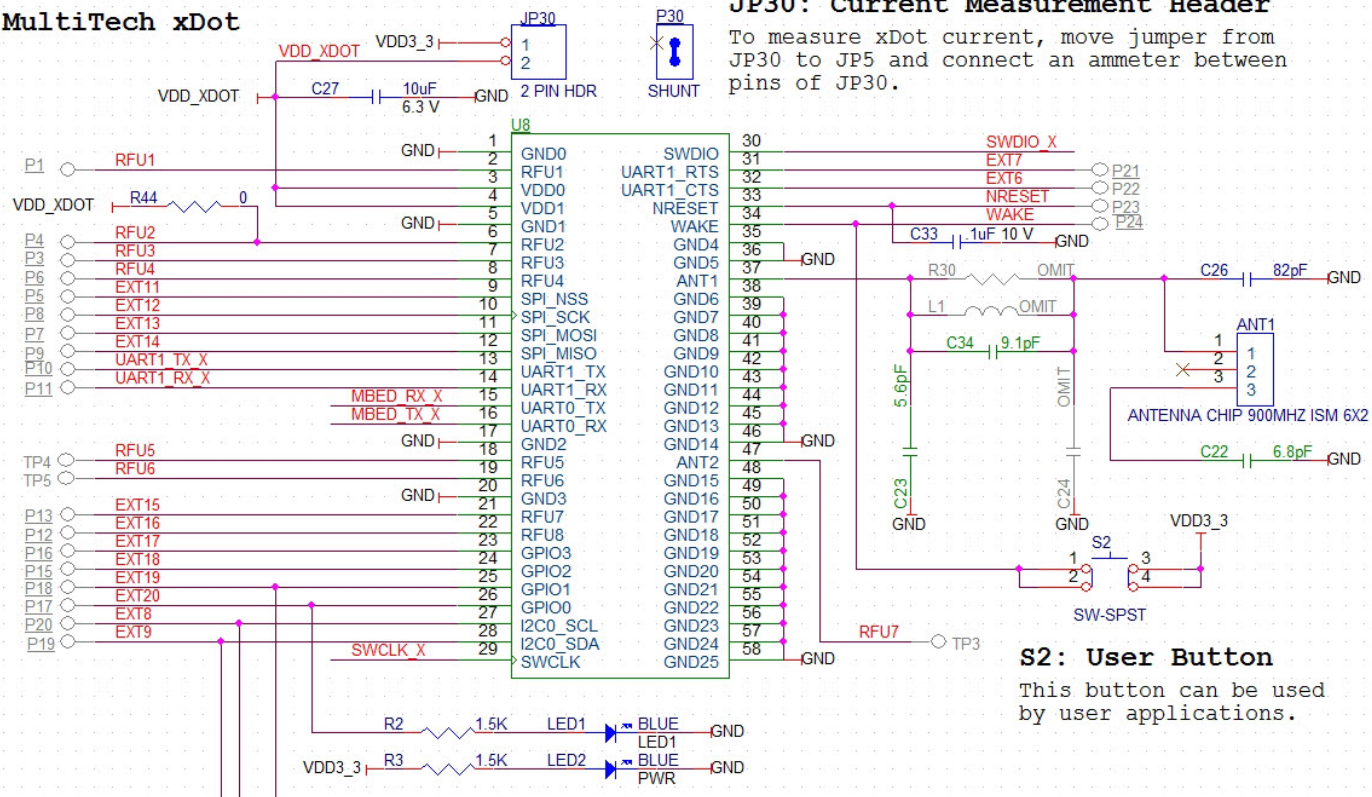 MultiTech xDot
JP30: Current Measurement Header
To measure xDot current, move jumper from
JP30 to JP5 and connect an ammeter between
pins of JP30.
JP30
VDD3_3
1
2
VDD_XDOT
2 PIN HDR
P30
SHUNT
VDD_XDOT
C27
10uF
6.3 V
GND
U8
GND
1 GND0
P1 RFU1 2 RFU1
3 VDD0
4 VDD1
VDD_XDOT R44 0
GND 5 GND1
P4 RFU2 6 RFU2
P3 RFU3 7 RFU3
P6 RFU4 8 RFU4
P5 EXT11 9 SPI_NSS
P8 EXT12 10 SPI_SCK
P7 EXT13 11 SPI_MOSI
P9 EXT14 12 SPI_MISO
P10 UART1_TX_X 13 UART1_TX
P11 UART1_RX_X 14 UART1_RX
MBED_RX_X 15 UART0_TX
MBED_TX_X 16 UART0_RX
GND 17 GND2
TP4 RFU5 18 RFU5
TP5 RFU6 19 RFU6
GND 20 GND3
P13 EXT15 21 RFU7
P12 EXT16 22 RFU8
P16 EXT17 23 GPIO3
P15 EXT18 24 GPIO2
P18 EXT19 25 GPIO1
P17 EXT20 26 GPIO0
P20 EXT8 27 I2C0_SCL
P19 EXT9 28 I2C0_SDA
SWCLK_X 29 SWCLK
SWDIO 30 SWDIO_X
UART1_RTS 31 EXT7 P21
UART1_CTS 32 EXT6 P22
NRESET 33 NRESET P23
WAKE 34 WAKE P24
GND4 35
GND5 36 GND
ANT1 37
GND6 38
GND7 39
GND8 40
GND9 41
GND10 42
GND11 43
GND12 44
GND13 45
GND14 46 GND
ANT2 47
GND15 48
GND16 49
GND17 50
GND18 51
GND19 52
GND20 53
GND21 54
GND22 55
GND23 56
GND24 57
GND25 58 GND
C33 .1uF 10 V GND
R30 OMIT
L1 OMIT
C34 9.1pF
5.6pF
C23
GND
OMIT
C24
GND
C26 82pF GND
ANT1
1 1
2 2
3 3
ANTENNA CHIP 900MHZ ISM 6X2
C22 6.8pF GND
VDD3_3
S2
1 3
2 4
SW-SPST
RFU7 TP3
S2: User Button
This button can be used
by user applications.
R2 1.5K LED1 BLUE GND
LED1
VDD3_3 R3 1.5K LED2 BLUE GND
PWR